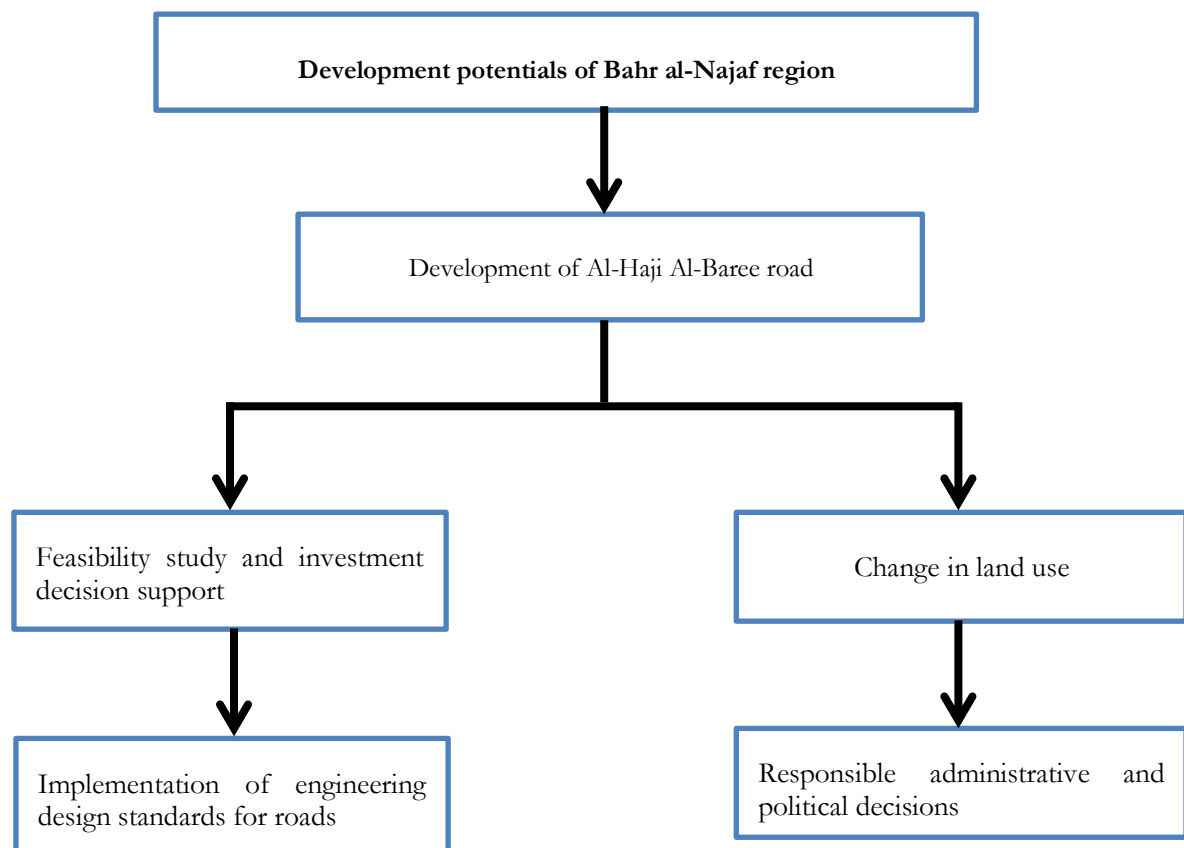 Development potentials of Bahr al-Najaf region
Development of Al-Haji Al-Baree road
Feasibility study and investment
decision support
Change in land use
Implementation of engineering
design standards for roads
Responsible administrative and
political decisions